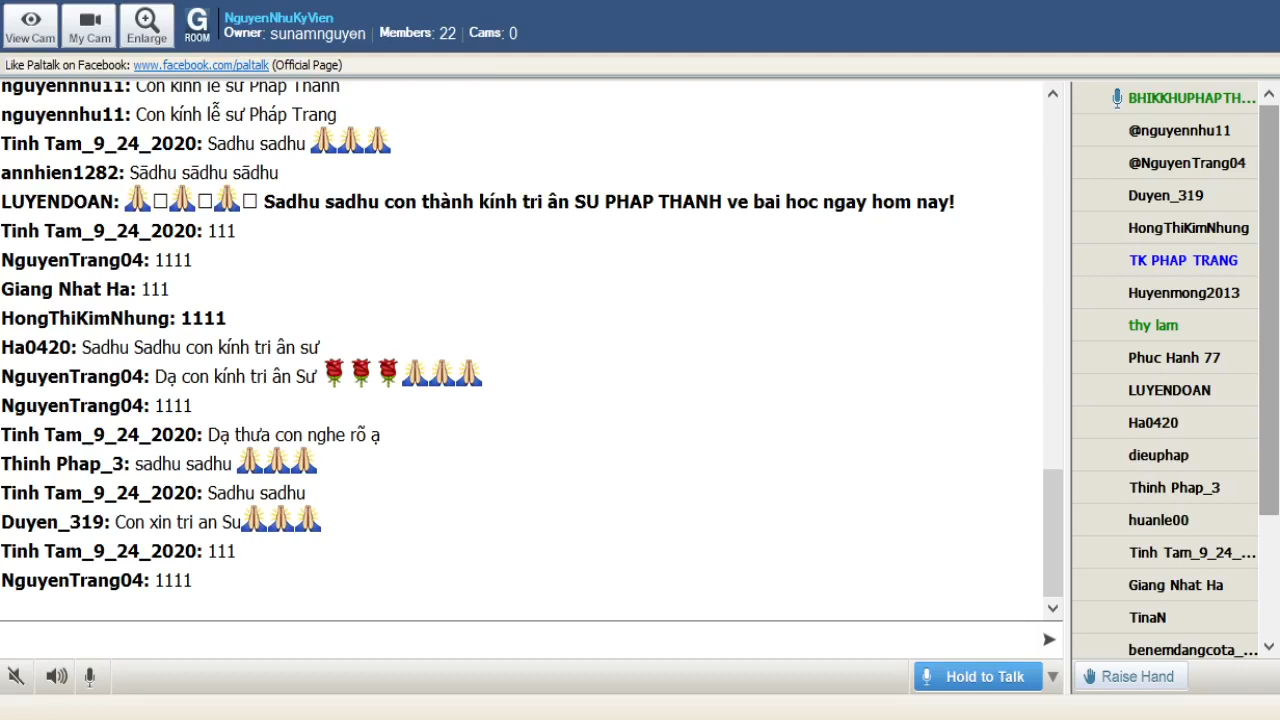 View Cam
My Cam
Enlarge
G
ROOM
NguyenNhuKyVien
Owner: sunamnguyen | Members: 22 | Cams: 0
Like Paltalk on Facebook: www.facebook.com/paltalk (Official Page)
nguyennhu11: Con kính lễ sư Pháp Thành
nguyennhu11: Con kính lễ sư Pháp Trang
Tinh Tam_9_24_2020: Sadhu sadhu 🙏🙏🙏
annhien1282: Sādhu sādhu sādhu
LUYENDOAN: 🙏□🙏□🙏□ Sadhu sadhu con thành kính tri ân SU PHAP THANH ve bai hoc ngay hom nay!
Tinh Tam_9_24_2020: 111
NguyenTrang04: 1111
Giang Nhat Ha: 111
HongThiKimNhung: 1111
Ha0420: Sadhu Sadhu con kính tri ân sư
NguyenTrang04: Dạ con kính tri ân Sư 🌹🌹🌹🙏🙏🙏
NguyenTrang04: 1111
Tinh Tam_9_24_2020: Dạ thưa con nghe rõ ạ
Thinh Phap_3: sadhu sadhu 🙏🙏🙏
Tinh Tam_9_24_2020: Sadhu sadhu
Duyen_319: Con xin tri an Su🙏🙏🙏
Tinh Tam_9_24_2020: 111
NguyenTrang04: 1111
BHIKKHUPHAPTH...
@nguyennhu11
@NguyenTrang04
Duyen_319
HongThiKimNhung
TK PHAP TRANG
Huyenmong2013
thy lam
Phuc Hanh 77
LUYENDOAN
Ha0420
dieuphap
Thinh Phap_3
huanle00
Tinh Tam_9_24_...
Giang Nhat Ha
TinaN
benemdangcota_...
Hold to Talk
Raise Hand